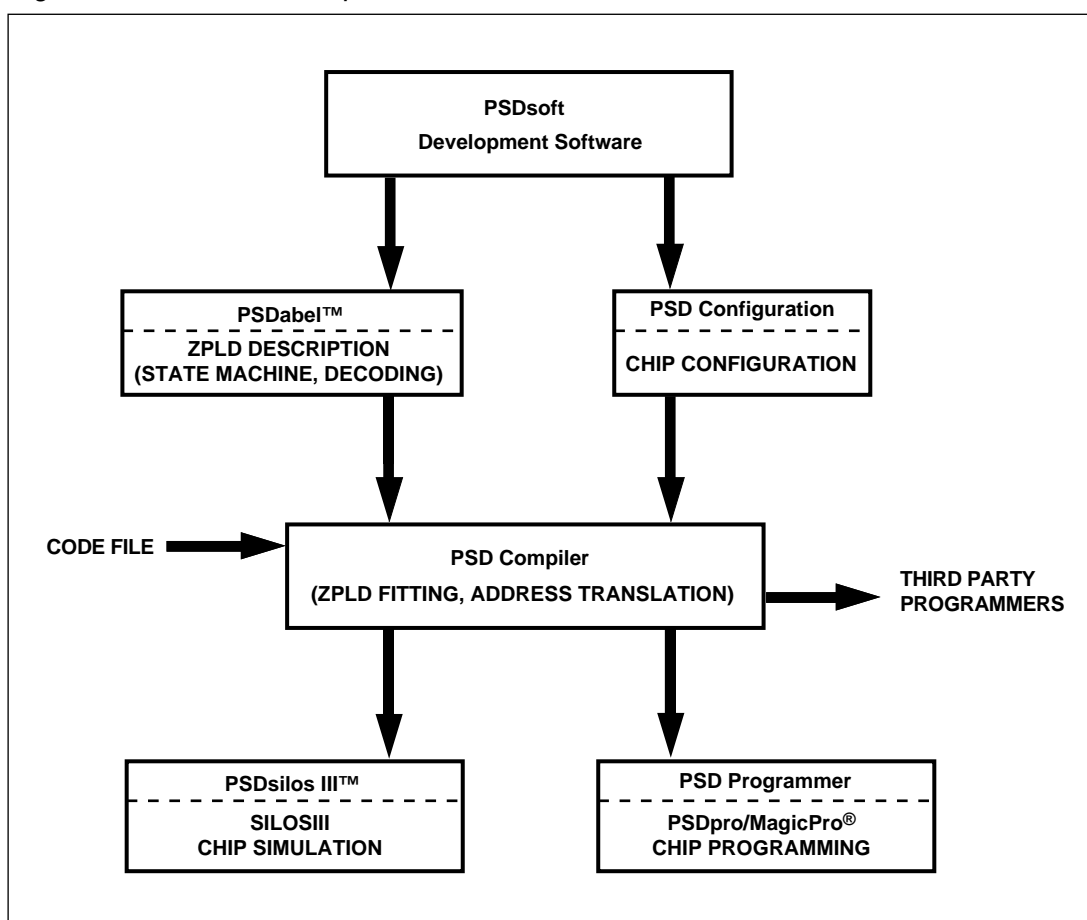 PSDsoft
Development Software
PSDabel™
ZPLD DESCRIPTION
(STATE MACHINE, DECODING)
PSD Configuration
CHIP CONFIGURATION
CODE FILE
PSD Compiler
(ZPLD FITTING, ADDRESS TRANSLATION)
THIRD PARTY
PROGRAMMERS
PSDsilos III™
SILOSIII
CHIP SIMULATION
PSD Programmer
PSDpro/MagicPro®
CHIP PROGRAMMING